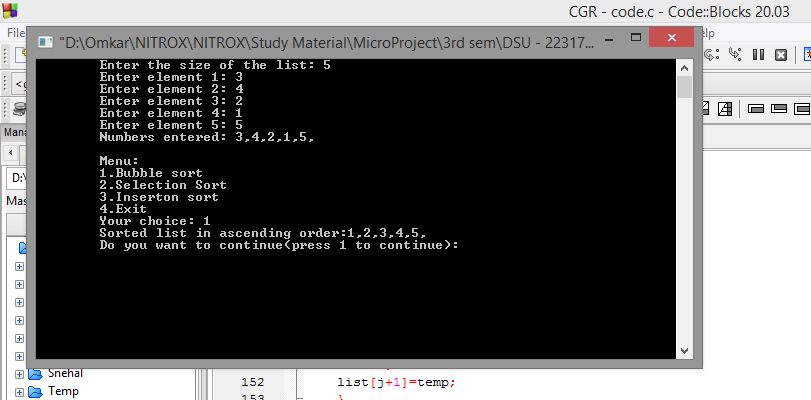 CGR - code.c - Code::Blocks 20.03
File
elp
"D:\Omkar\NITROX\NITROX\Study Material\MicroProject\3rd sem\DSU - 22317...
Enter the size of the list: 5
Enter element 1: 3
Enter element 2: 4
Enter element 3: 2
Enter element 4: 1
Enter element 5: 5
Numbers entered: 3,4,2,1,5,
Menu:
1.Bubble sort
2.Selection Sort
3.Inserton sort
4.Exit
Your choice: 1
Sorted list in ascending order:1,2,3,4,5,
Do you want to continue(press 1 to continue):
<g
Mana
D:\
Mas
Snehal
Temp
152 list[j+1]=temp;
153 }